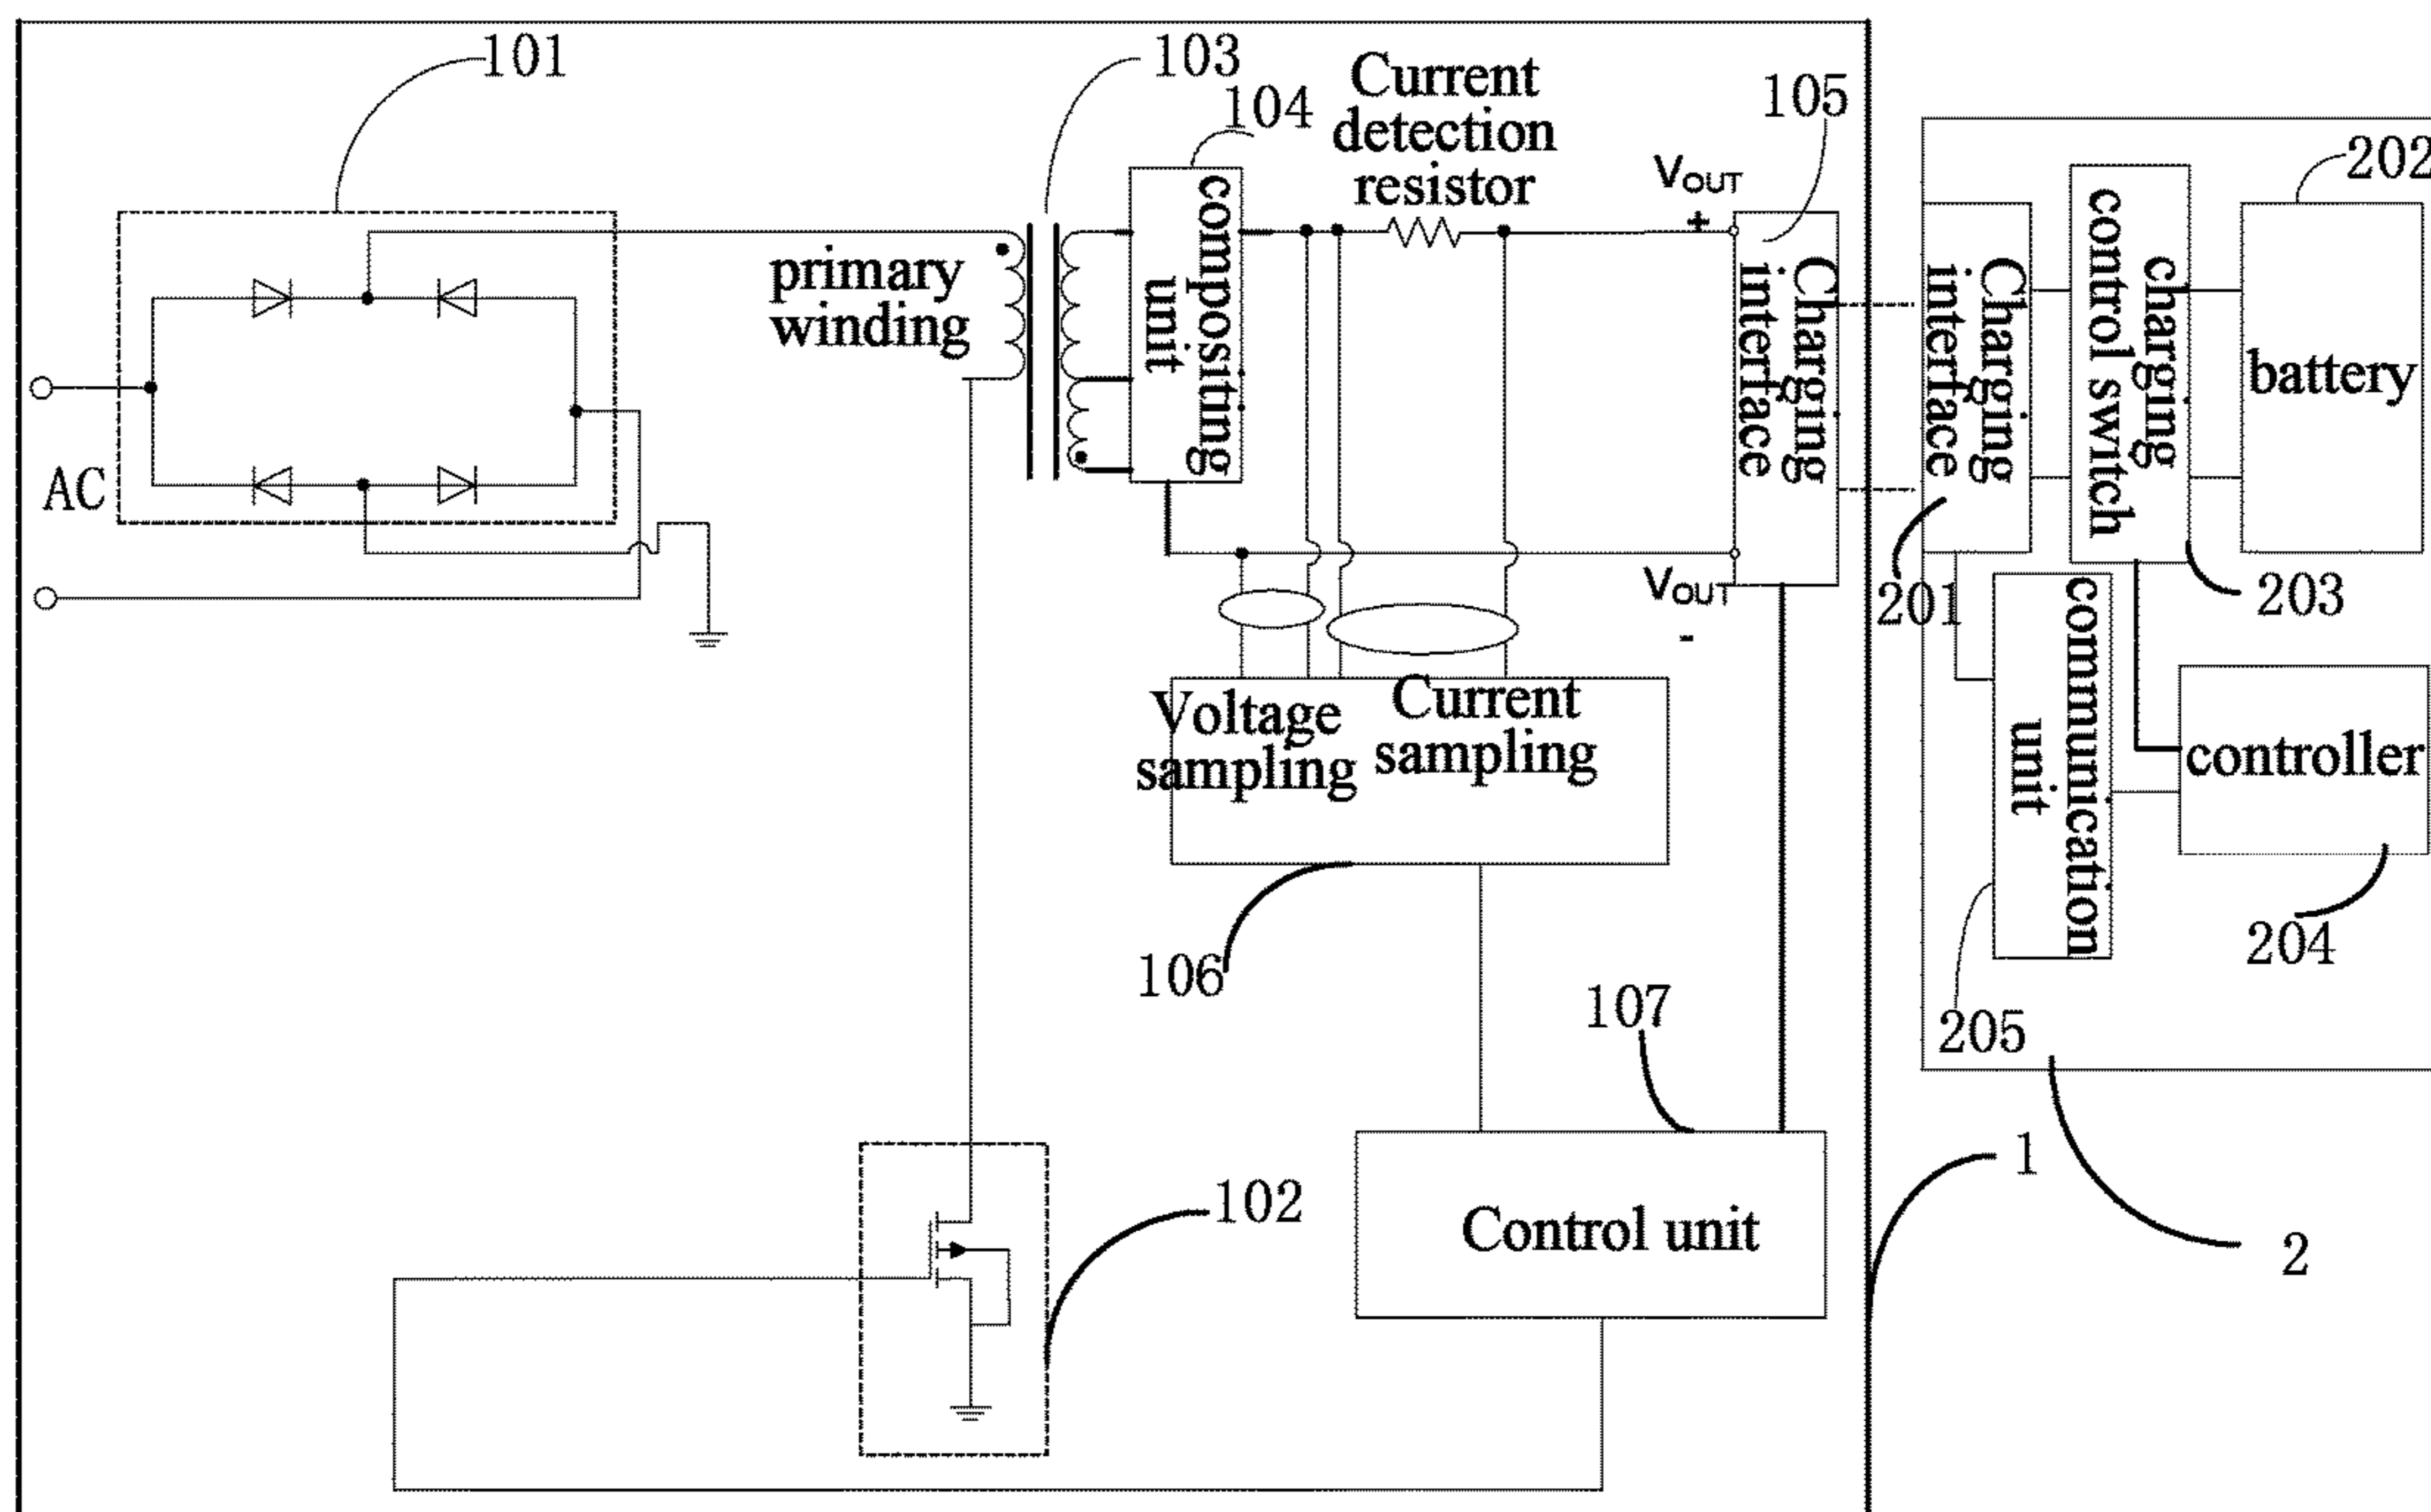 101
103
104
Current
detection
resistor
105
VOUT
+
202
primary
winding
compositing
unit
Charging
interface
Charging
interface
charging
control switch
battery
AC
VOUT
-
201
203
communication
unit
Voltage
sampling
Current
sampling
controller
106
204
205
107
102
Control unit
1
2